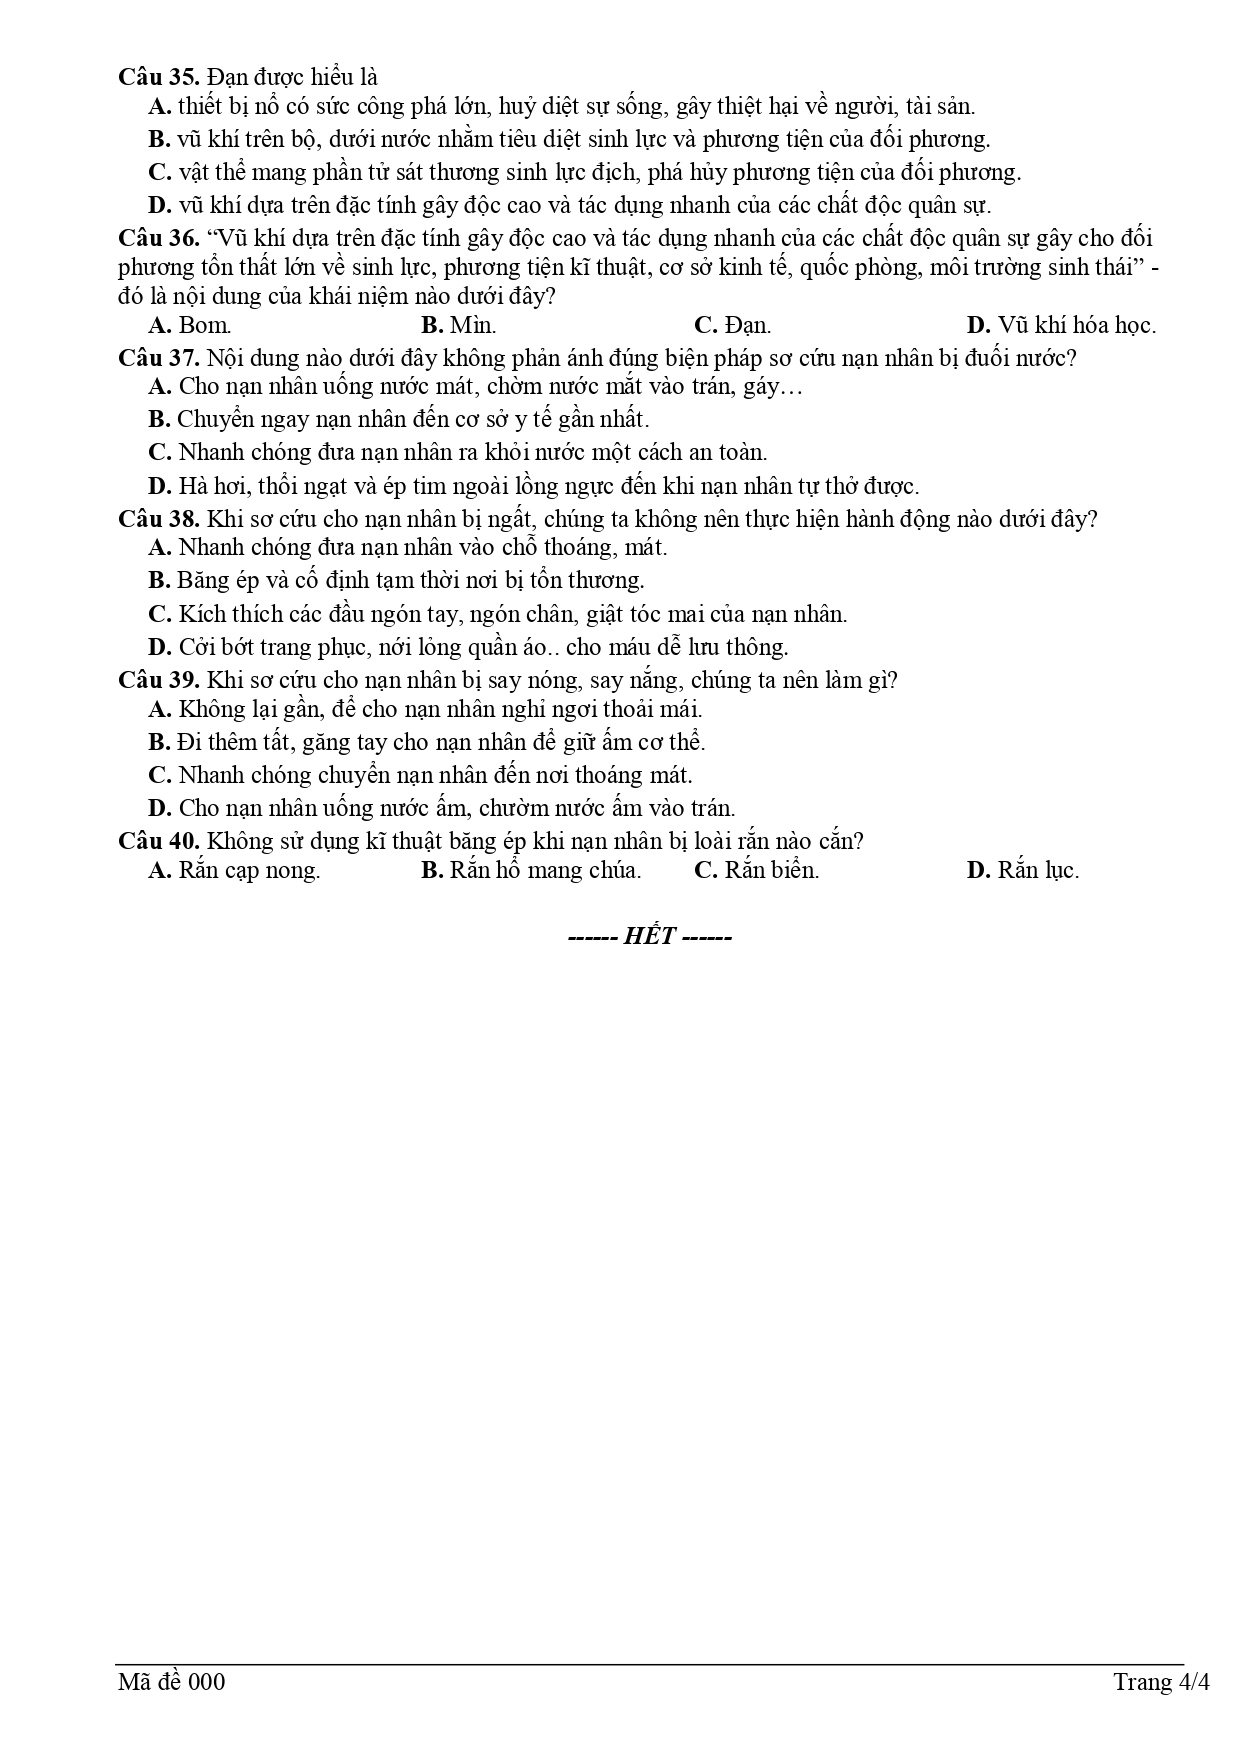 Câu 35. Đạn được hiểu là
A. thiết bị nổ có sức công phá lớn, huỷ diệt sự sống, gây thiệt hại về người, tài sản.
B. vũ khí trên bộ, dưới nước nhằm tiêu diệt sinh lực và phương tiện của đối phương.
C. vật thể mang phần tử sát thương sinh lực địch, phá hủy phương tiện của đối phương.
D. vũ khí dựa trên đặc tính gây độc cao và tác dụng nhanh của các chất độc quân sự.
Câu 36. “Vũ khí dựa trên đặc tính gây độc cao và tác dụng nhanh của các chất độc quân sự gây cho đối
phương tổn thất lớn về sinh lực, phương tiện kĩ thuật, cơ sở kinh tế, quốc phòng, môi trường sinh thái” -
đó là nội dung của khái niệm nào dưới đây?
A. Bom. B. Mìn. C. Đạn. D. Vũ khí hóa học.
Câu 37. Nội dung nào dưới đây không phản ánh đúng biện pháp sơ cứu nạn nhân bị đuối nước?
A. Cho nạn nhân uống nước mát, chờm nước mắt vào trán, gáy…
B. Chuyển ngay nạn nhân đến cơ sở y tế gần nhất.
C. Nhanh chóng đưa nạn nhân ra khỏi nước một cách an toàn.
D. Hà hơi, thổi ngạt và ép tim ngoài lồng ngực đến khi nạn nhân tự thở được.
Câu 38. Khi sơ cứu cho nạn nhân bị ngất, chúng ta không nên thực hiện hành động nào dưới đây?
A. Nhanh chóng đưa nạn nhân vào chỗ thoáng, mát.
B. Băng ép và cố định tạm thời nơi bị tổn thương.
C. Kích thích các đầu ngón tay, ngón chân, giật tóc mai của nạn nhân.
D. Cởi bớt trang phục, nới lỏng quần áo.. cho máu dễ lưu thông.
Câu 39. Khi sơ cứu cho nạn nhân bị say nóng, say nắng, chúng ta nên làm gì?
A. Không lại gần, để cho nạn nhân nghỉ ngơi thoải mái.
B. Đi thêm tất, găng tay cho nạn nhân để giữ ấm cơ thể.
C. Nhanh chóng chuyển nạn nhân đến nơi thoáng mát.
D. Cho nạn nhân uống nước ấm, chườm nước ấm vào trán.
Câu 40. Không sử dụng kĩ thuật băng ép khi nạn nhân bị loài rắn nào cắn?
A. Rắn cạp nong. B. Rắn hổ mang chúa. C. Rắn biển. D. Rắn lục.
------ HẾT ------
Mã đề 000 Trang 4/4